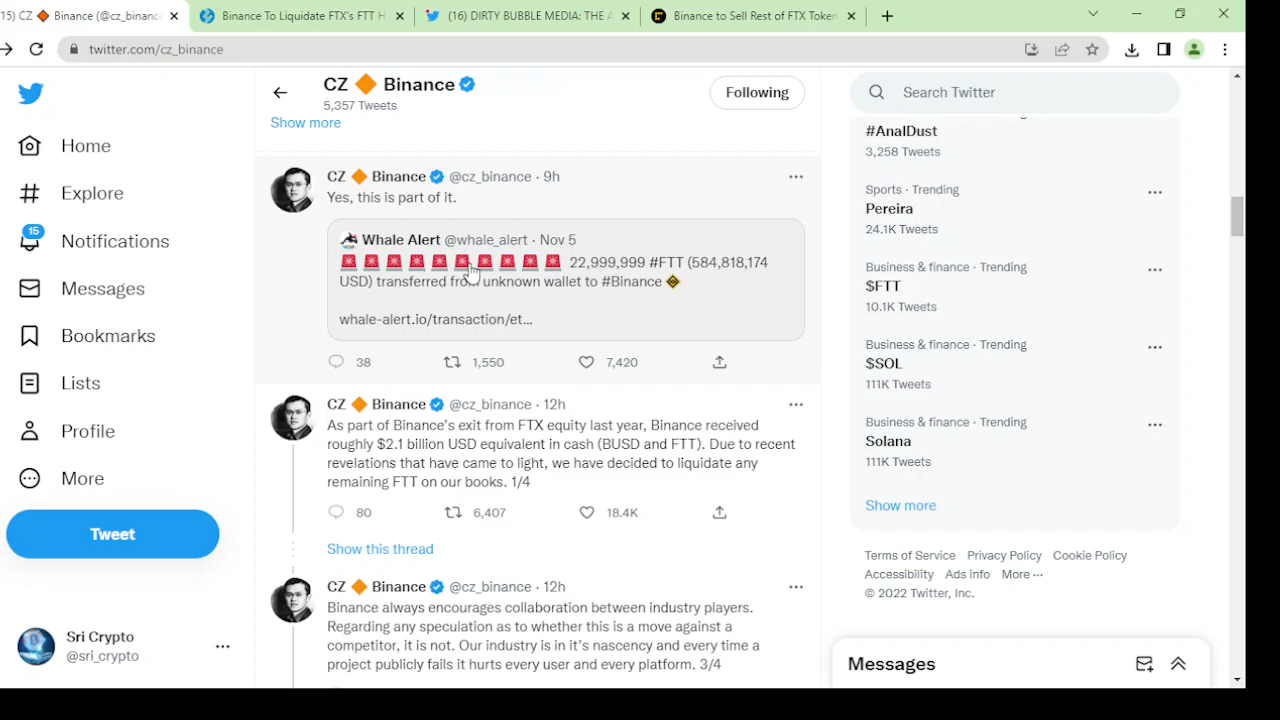 15) CZ 🔶 Binance (@cz_binance
Binance To Liquidate FTX's FTT H
(16) DIRTY BUBBLE MEDIA: THE A
Binance to Sell Rest of FTX Token
twitter.com/cz_binance
CZ 🔶 Binance
5,357 Tweets
Following
Show more
Search Twitter
Home
Explore
15
Notifications
Messages
Bookmarks
Lists
Profile
More
Tweet
Sri Crypto
@sri_crypto
CZ 🔶 Binance @cz_binance · 9h
Yes, this is part of it.
Whale Alert @whale_alert · Nov 5
🚨 🚨 🚨 🚨 🚨 🚨 🚨 🚨 🚨 🚨 22,999,999 #FTT (584,818,174
USD) transferred from unknown wallet to #Binance
whale-alert.io/transaction/et…
38 1,550 7,420
CZ 🔶 Binance @cz_binance · 12h
As part of Binance's exit from FTX equity last year, Binance received
roughly $2.1 billion USD equivalent in cash (BUSD and FTT). Due to recent
revelations that have came to light, we have decided to liquidate any
remaining FTT on our books. 1/4
80 6,407 18.4K
Show this thread
CZ 🔶 Binance @cz_binance · 12h
Binance always encourages collaboration between industry players.
Regarding any speculation as to whether this is a move against a
competitor, it is not. Our industry is in it's nascency and every time a
project publicly fails it hurts every user and every platform. 3/4
#AnalDust
3,258 Tweets
Sports · Trending
Pereira
24.1K Tweets
Business & finance · Trending
$FTT
10.1K Tweets
Business & finance · Trending
$SOL
111K Tweets
Business & finance · Trending
Solana
111K Tweets
Show more
Terms of Service Privacy Policy Cookie Policy
Accessibility Ads info More ···
© 2022 Twitter, Inc.
Messages